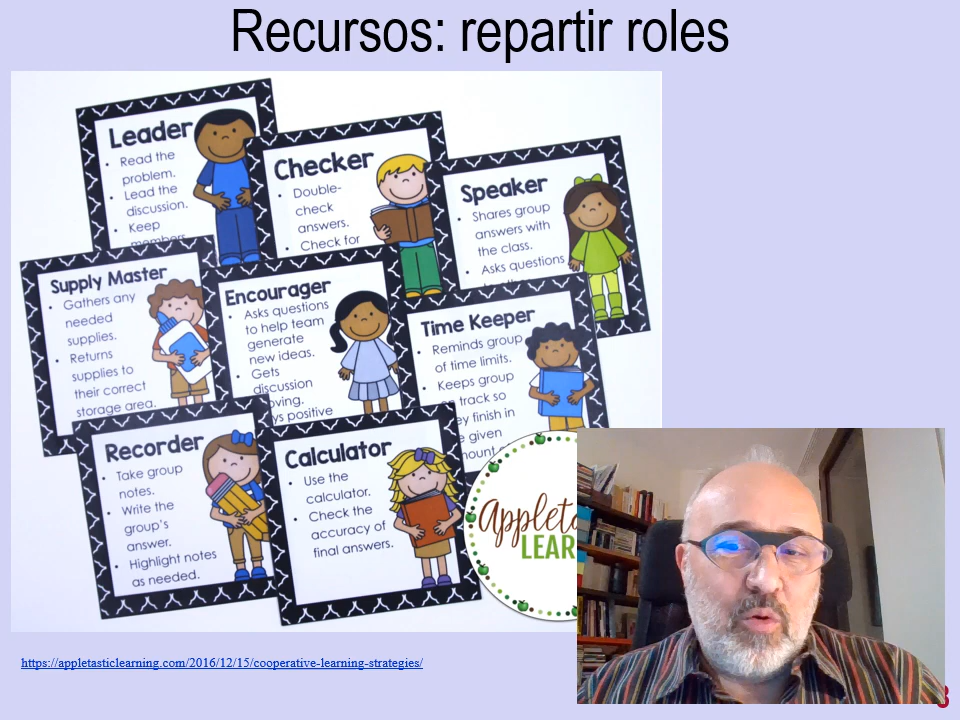 Recursos: repartir roles
Leader
• Read the
problem.
• Lead the
discussion.
• Keep
members
Checker
• Double-
check
answers.
• Check for
Speaker
• Shares group
answers with
the class.
• Asks questions
Supply Master
• Gathers any
needed
supplies.
• Returns
supplies to
their correct
storage area.
Encourager
• Asks questions
to help team
generate
new ideas.
• Gets
discussion
positive
Time Keeper
• Reminds group
of time limits.
• Keeps group
track so
finish in
given
Recorder
• Take group
notes.
• Write the
group's
answer.
• Highlight notes
as needed.
Calculator
• Use the
calculator.
• Check the
accuracy of
final answers.
LEAR
https://appletasticlearning.com/2016/12/15/cooperative-learning-strategies/